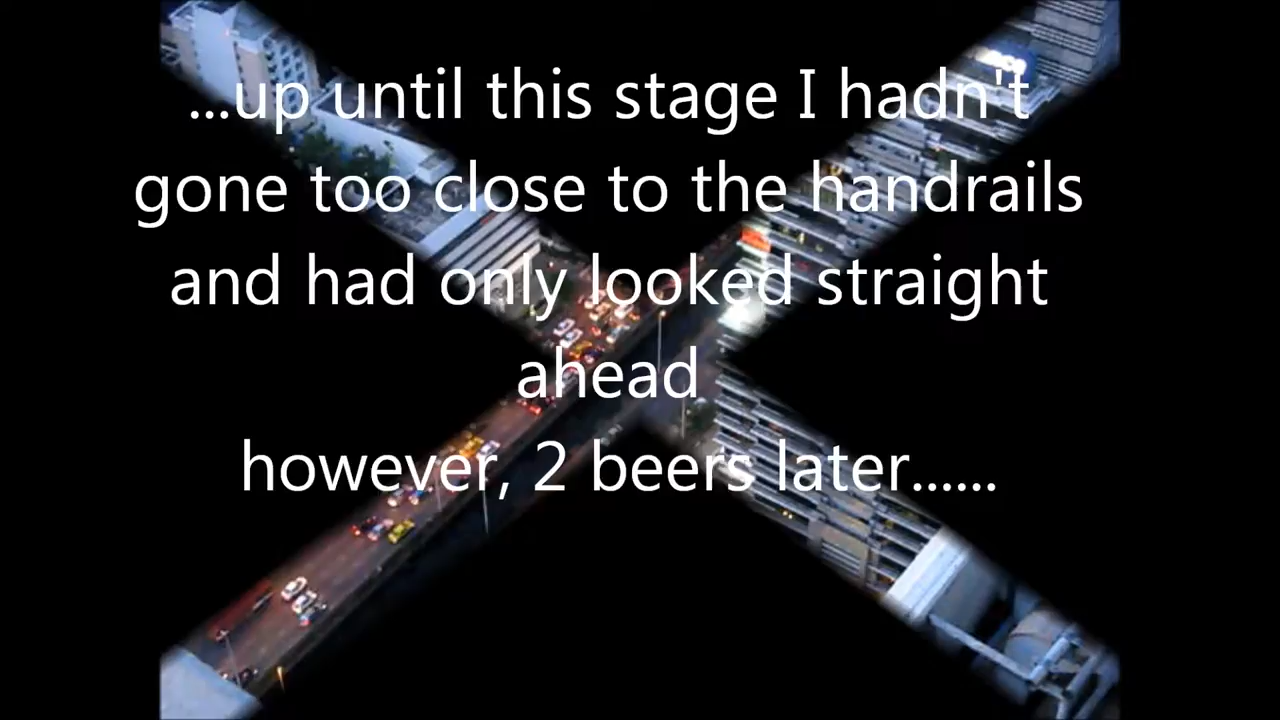 ...up until this stage I hadn't
gone too close to the handrails
and had only looked straight
ahead
however, 2 beers later......